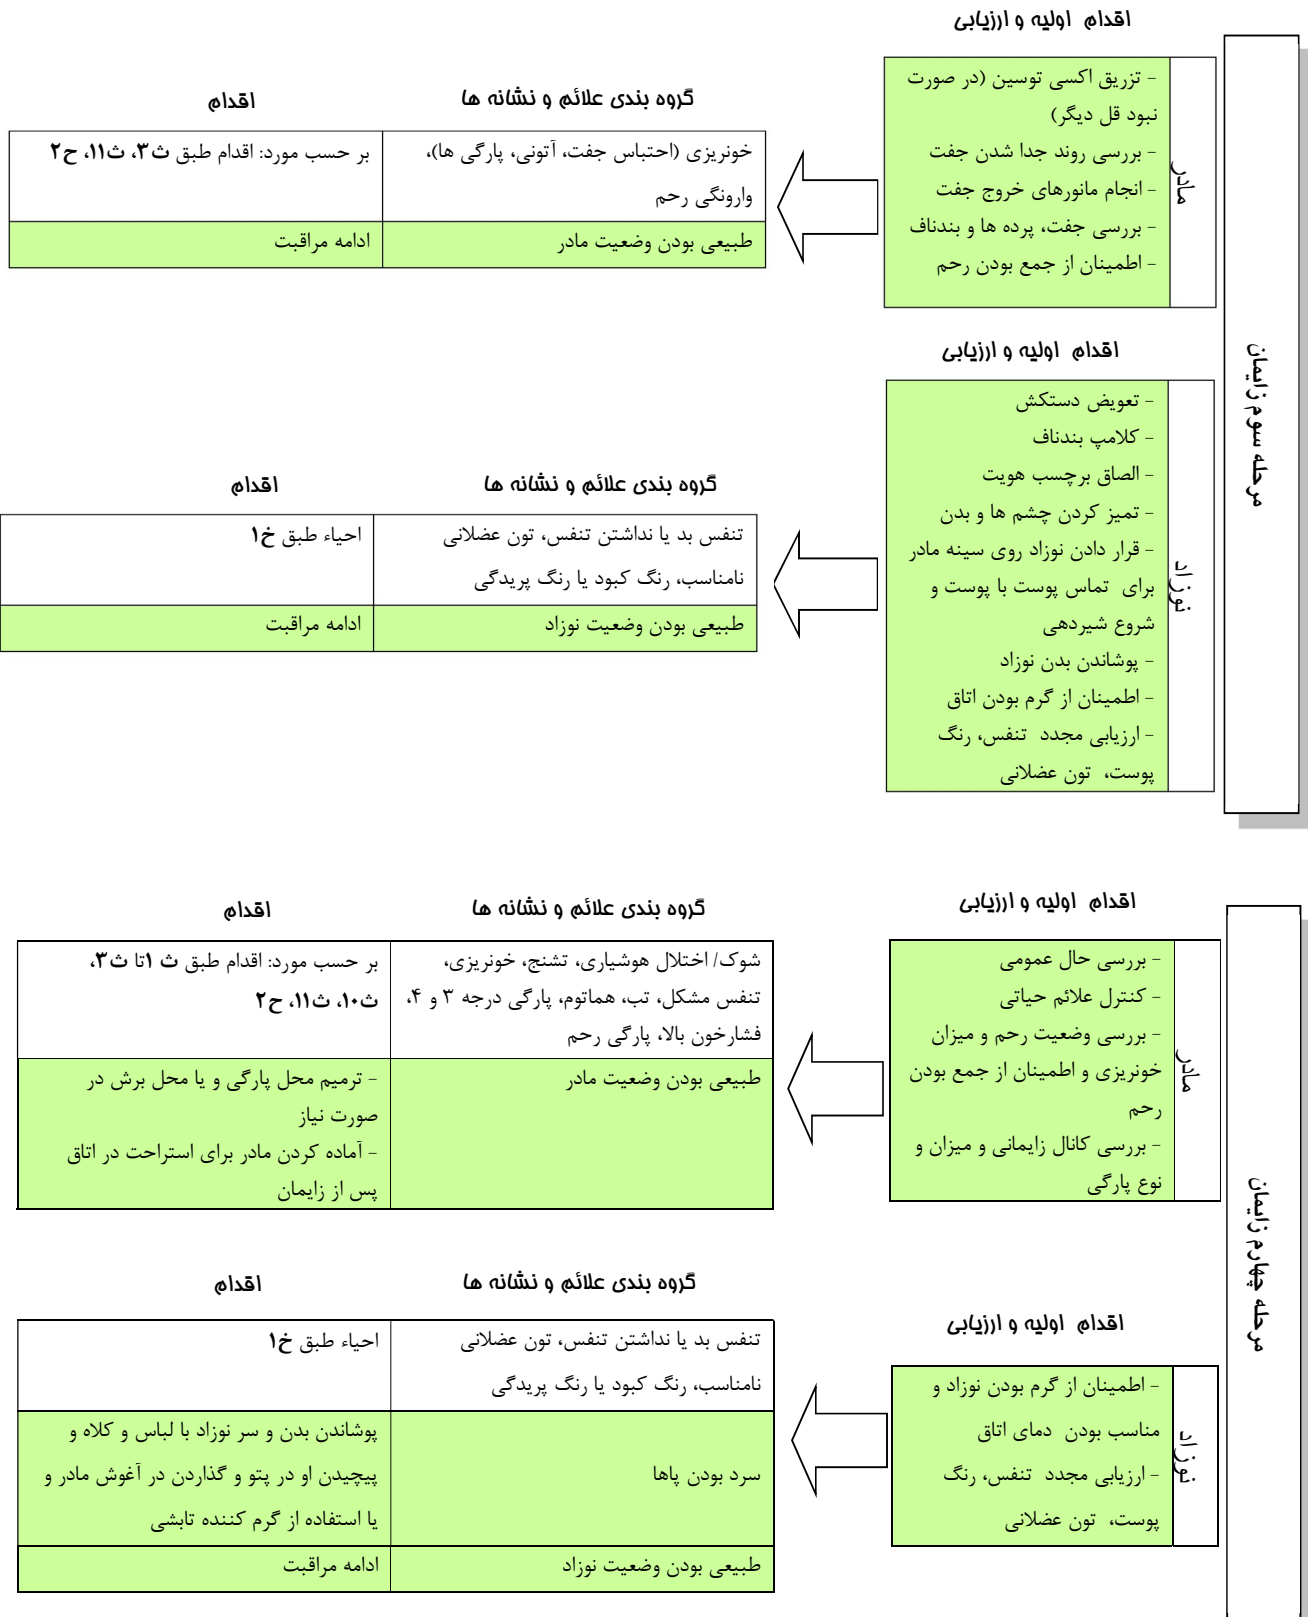 مرحله سوم زایمان
اقدام اولیه و ارزیابی
مادر
- تزریق اکسی توسین (در صورت
نبود قل دیگر)
- بررسی روند جدا شدن جفت
- انجام مانورهای خروج جفت
- بررسی جفت، پرده ها و بندناف
- اطمینان از جمع بودن رحم
گروه بندی علائم و نشانه ها
اقدام
خونریزی (احتباس جفت، آتونی، پارگی ها)،
وارونگی رحم
بر حسب مورد: اقدام طبق ث۳، ث۱۱، ح۲
طبیعی بودن وضعیت مادر
ادامه مراقبت
اقدام اولیه و ارزیابی
نوزاد
- تعویض دستکش
- کلامپ بندناف
- الصاق برچسب هویت
- تمیز کردن چشم ها و بدن
- قرار دادن نوزاد روی سینه مادر
برای تماس پوست با پوست و
شروع شیردهی
- پوشاندن بدن نوزاد
- اطمینان از گرم بودن اتاق
- ارزیابی مجدد تنفس، رنگ
پوست، تون عضلانی
گروه بندی علائم و نشانه ها
اقدام
تنفس بد یا نداشتن تنفس، تون عضلانی
نامناسب، رنگ کبود یا رنگ پریدگی
احیاء طبق خ۱
طبیعی بودن وضعیت نوزاد
ادامه مراقبت
مرحله چهارم زایمان
اقدام اولیه و ارزیابی
مادر
- بررسی حال عمومی
- کنترل علائم حیاتی
- بررسی وضعیت رحم و میزان
خونریزی و اطمینان از جمع بودن
رحم
- بررسی کانال زایمانی و میزان و
نوع پارگی
گروه بندی علائم و نشانه ها
اقدام
شوک/ اختلال هوشیاری، تشنج، خونریزی،
تنفس مشکل، تب، هماتوم، پارگی درجه ۳ و ۴،
فشارخون بالا، پارگی رحم
بر حسب مورد: اقدام طبق ث ۱تا ث۳،
ث۱۰، ث۱۱، ح۲
طبیعی بودن وضعیت مادر
- ترمیم محل پارگی و یا محل برش در
صورت نیاز
- آماده کردن مادر برای استراحت در اتاق
پس از زایمان
اقدام اولیه و ارزیابی
نوزاد
- اطمینان از گرم بودن نوزاد و
مناسب بودن دمای اتاق
- ارزیابی مجدد تنفس، رنگ
پوست، تون عضلانی
گروه بندی علائم و نشانه ها
اقدام
تنفس بد یا نداشتن تنفس، تون عضلانی
نامناسب، رنگ کبود یا رنگ پریدگی
احیاء طبق خ۱
سرد بودن پاها
پوشاندن بدن و سر نوزاد با لباس و کلاه و
پیچیدن او در پتو و گذاردن در آغوش مادر و
یا استفاده از گرم کننده تابشی
طبیعی بودن وضعیت نوزاد
ادامه مراقبت